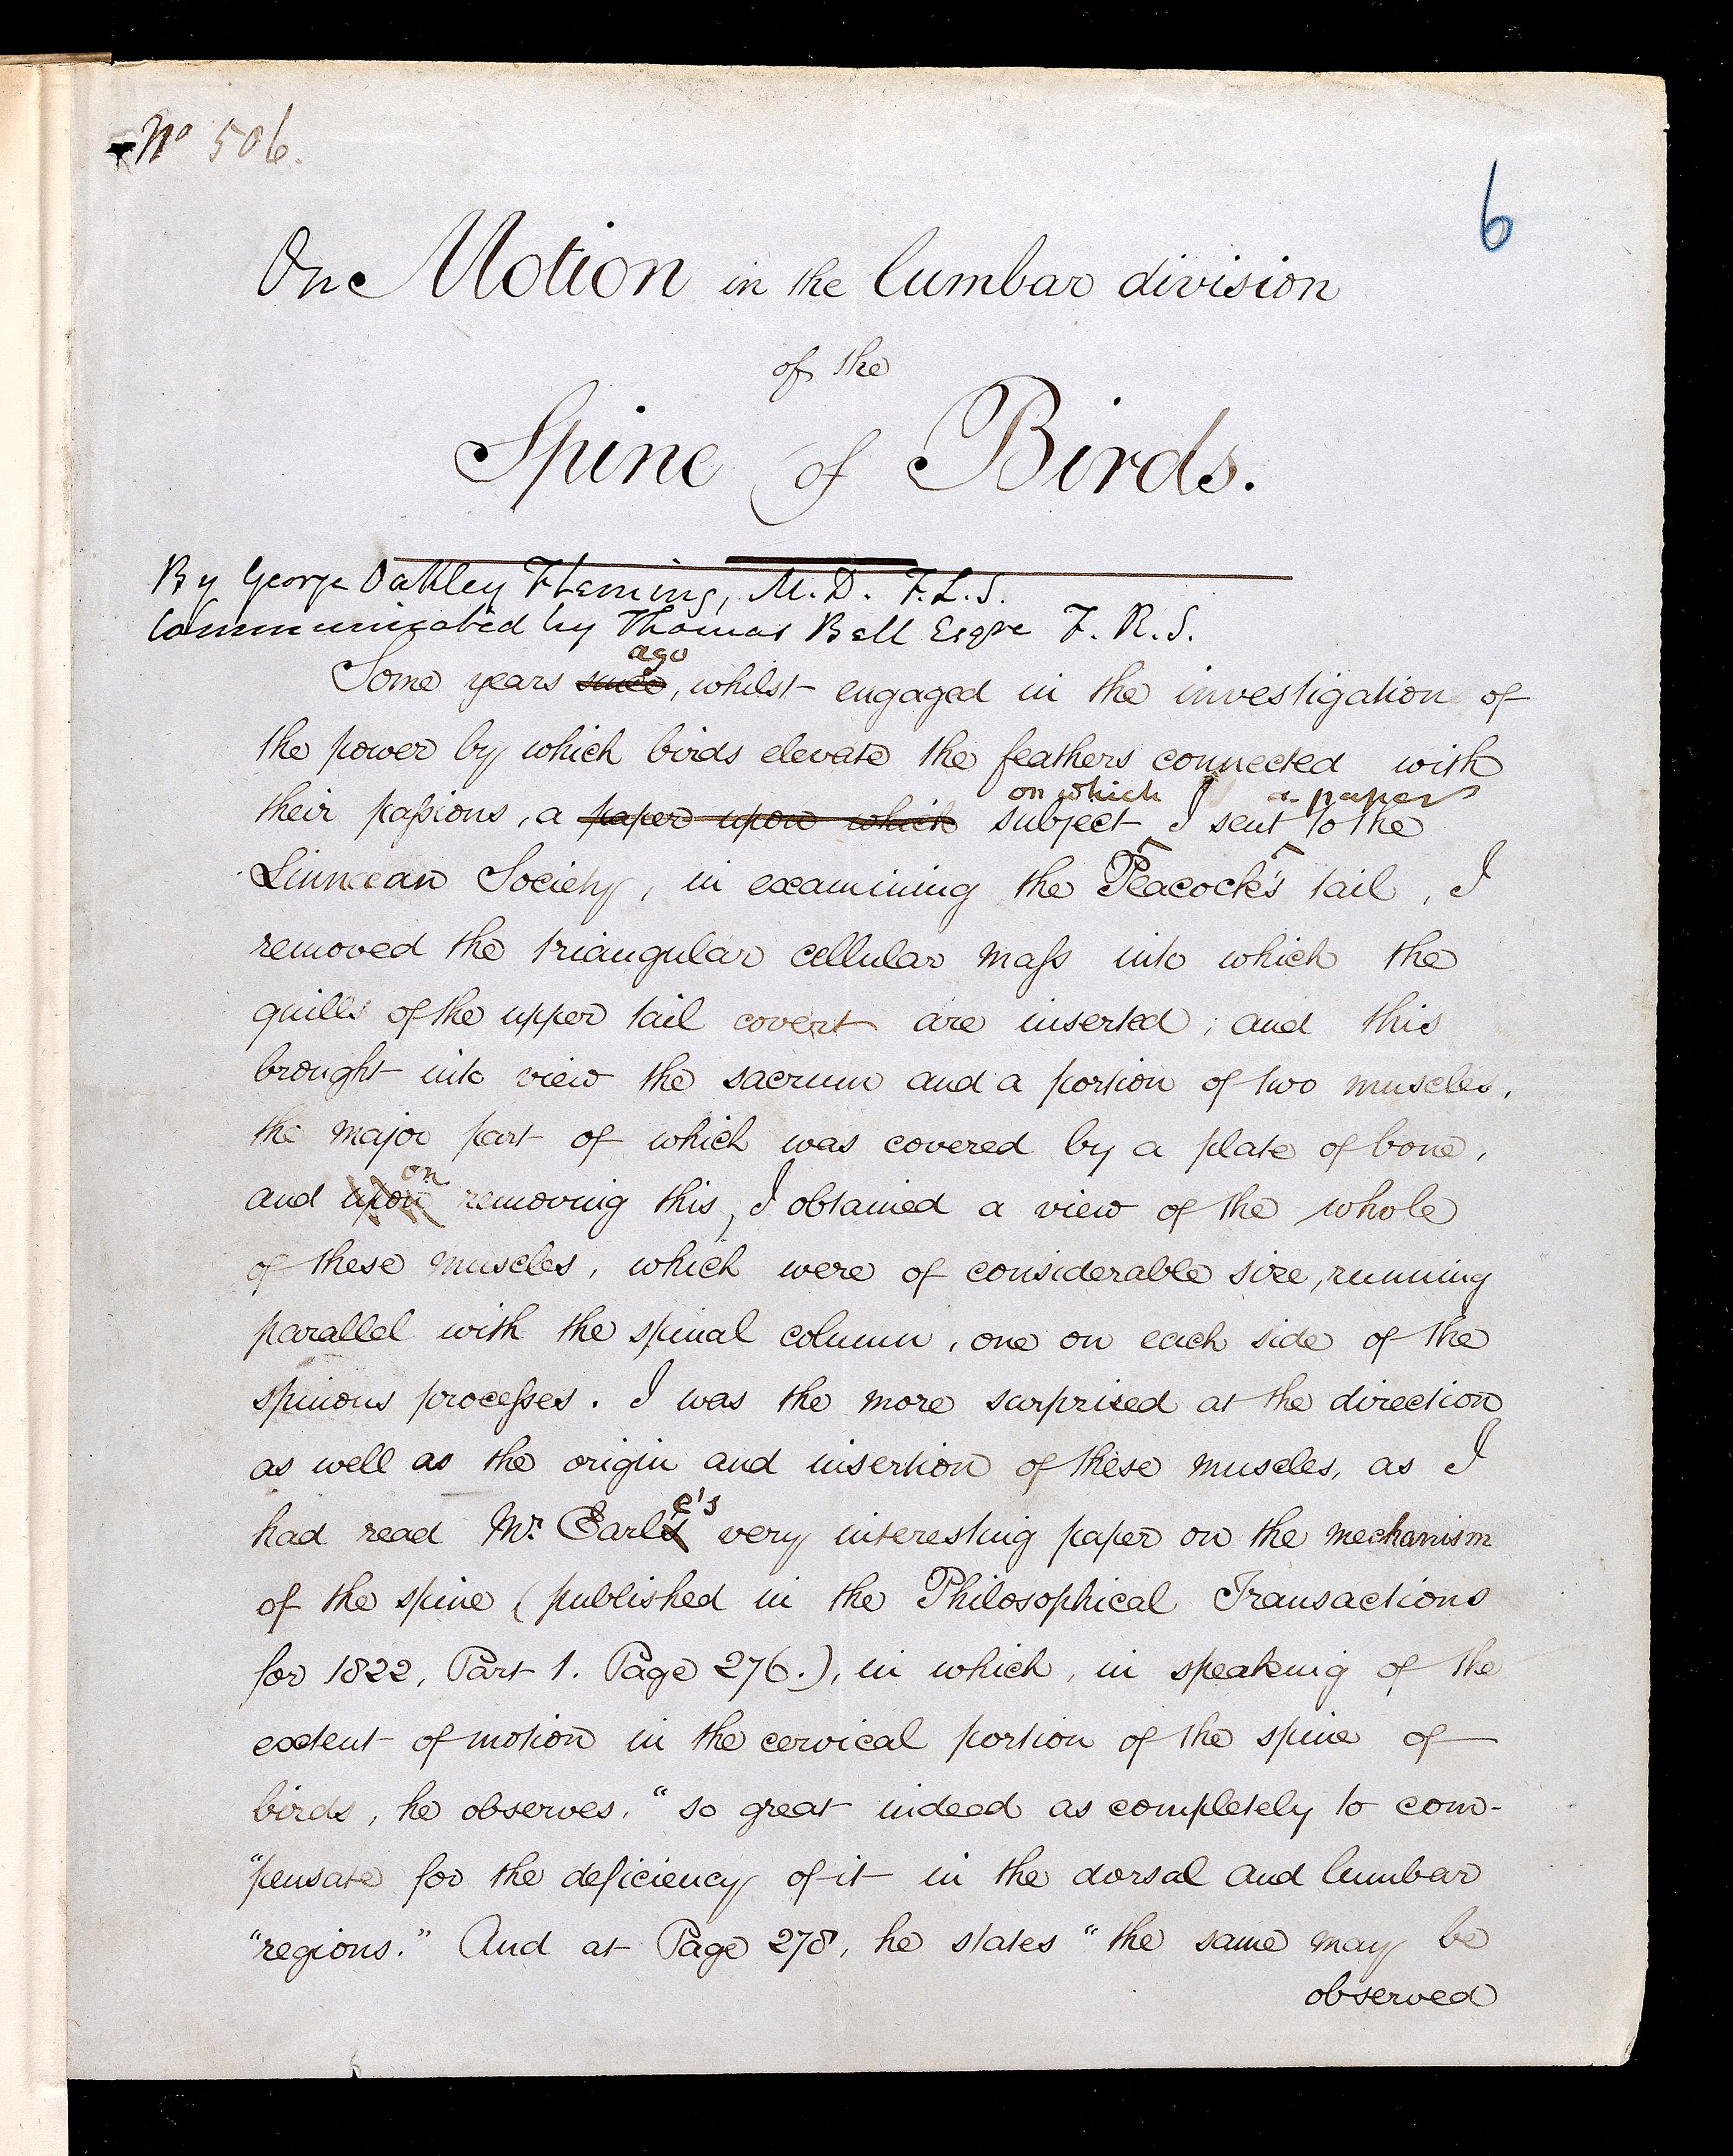 No 506.
6
On Motion in the lumbar division
of the
Spine of Birds.
By George Oakley Fleming, M.D. F.L.S.
Communicated by Thomas Bell Esqre F.R.S.
ago
Some years since, whilst engaged in the investigation of
the power by which birds elevate the feathers connected with
on which a paper
their passions, a paper upon which subject I sent to the
Linnæan Society, in examining the Peacock's tail, I
removed the triangular cellular mass into which the
quills of the upper tail covert are inserted; and this
brought into view the sacrum and a portion of two muscles,
the major part of which was covered by a plate of bone,
on
and upon removing this, I obtained a view of the whole
of these muscles, which were of considerable size, running
parallel with the spinal column, one on each side of the
spinous processes. I was the more surprised at the direction
as well as the origin and insertion of these muscles, as I
e's
had read Mr. Earl's very interesting paper on the mechanism
of the spine (published in the Philosophical Transactions
for 1822, Part 1. Page 276.), in which, in speaking of the
extent of motion in the cervical portion of the spine of
birds, he observes, "so great indeed as completely to com-
"pensate for the deficiency of it in the dorsal and lumbar
"regions." And at Page 278, he states "the same may be
observed